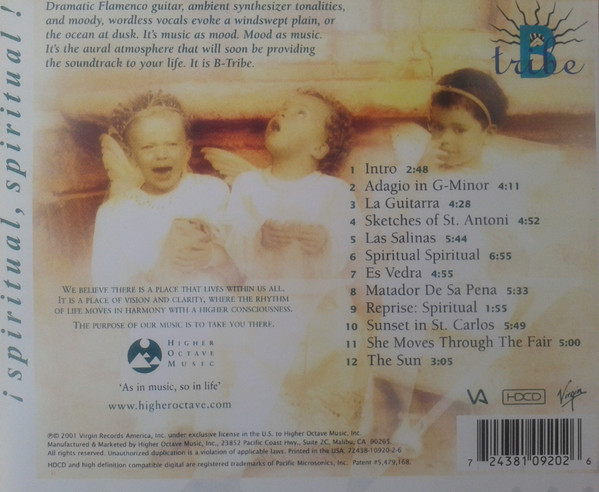 Dramatic Flamenco guitar, ambient synthesizer tonalities,
and moody, wordless vocals evoke a windswept plain, or
the ocean at dusk. It's music as mood. Mood as music.
It's the aural atmosphere that will soon be providing
the soundtrack to your life. It is B-Tribe.
B
tribe
¡ spiritual, spiritual !
1 Intro 2:48
2 Adagio in G-Minor 4:11
3 La Guitarra 4:28
4 Sketches of St. Antoni 4:52
5 Las Salinas 5:44
6 Spiritual Spiritual 6:55
7 Es Vedra 4:55
8 Matador De Sa Pena 5:33
9 Reprise: Spiritual 1:55
10 Sunset in St. Carlos 5:49
11 She Moves Through The Fair 5:00
12 The Sun 3:05
We believe there is a place that lives within us all.
It is a place of vision and clarity, where the rhythm
of life moves in harmony with a higher consciousness.
The purpose of our music is to take you there.
Higher
Octave
Music
'As in music, so in life'
www.higheroctave.com
VA
HDCD
Virgin
℗© 2001 Virgin Records America, Inc. under exclusive license in the U.S. to Higher Octave Music, Inc.
Manufactured & Marketed by Higher Octave Music, Inc., 23852 Pacific Coast Hwy., Suite 2C, Malibu, CA 90265.
All rights reserved. Unauthorized duplication is a violation of applicable laws. Printed in the USA. 72438-10920-2-6
HDCD and high definition compatible digital are registered trademarks of Pacific Microsonics, Inc. Patent #5,479,168.
7 24381 09202 6